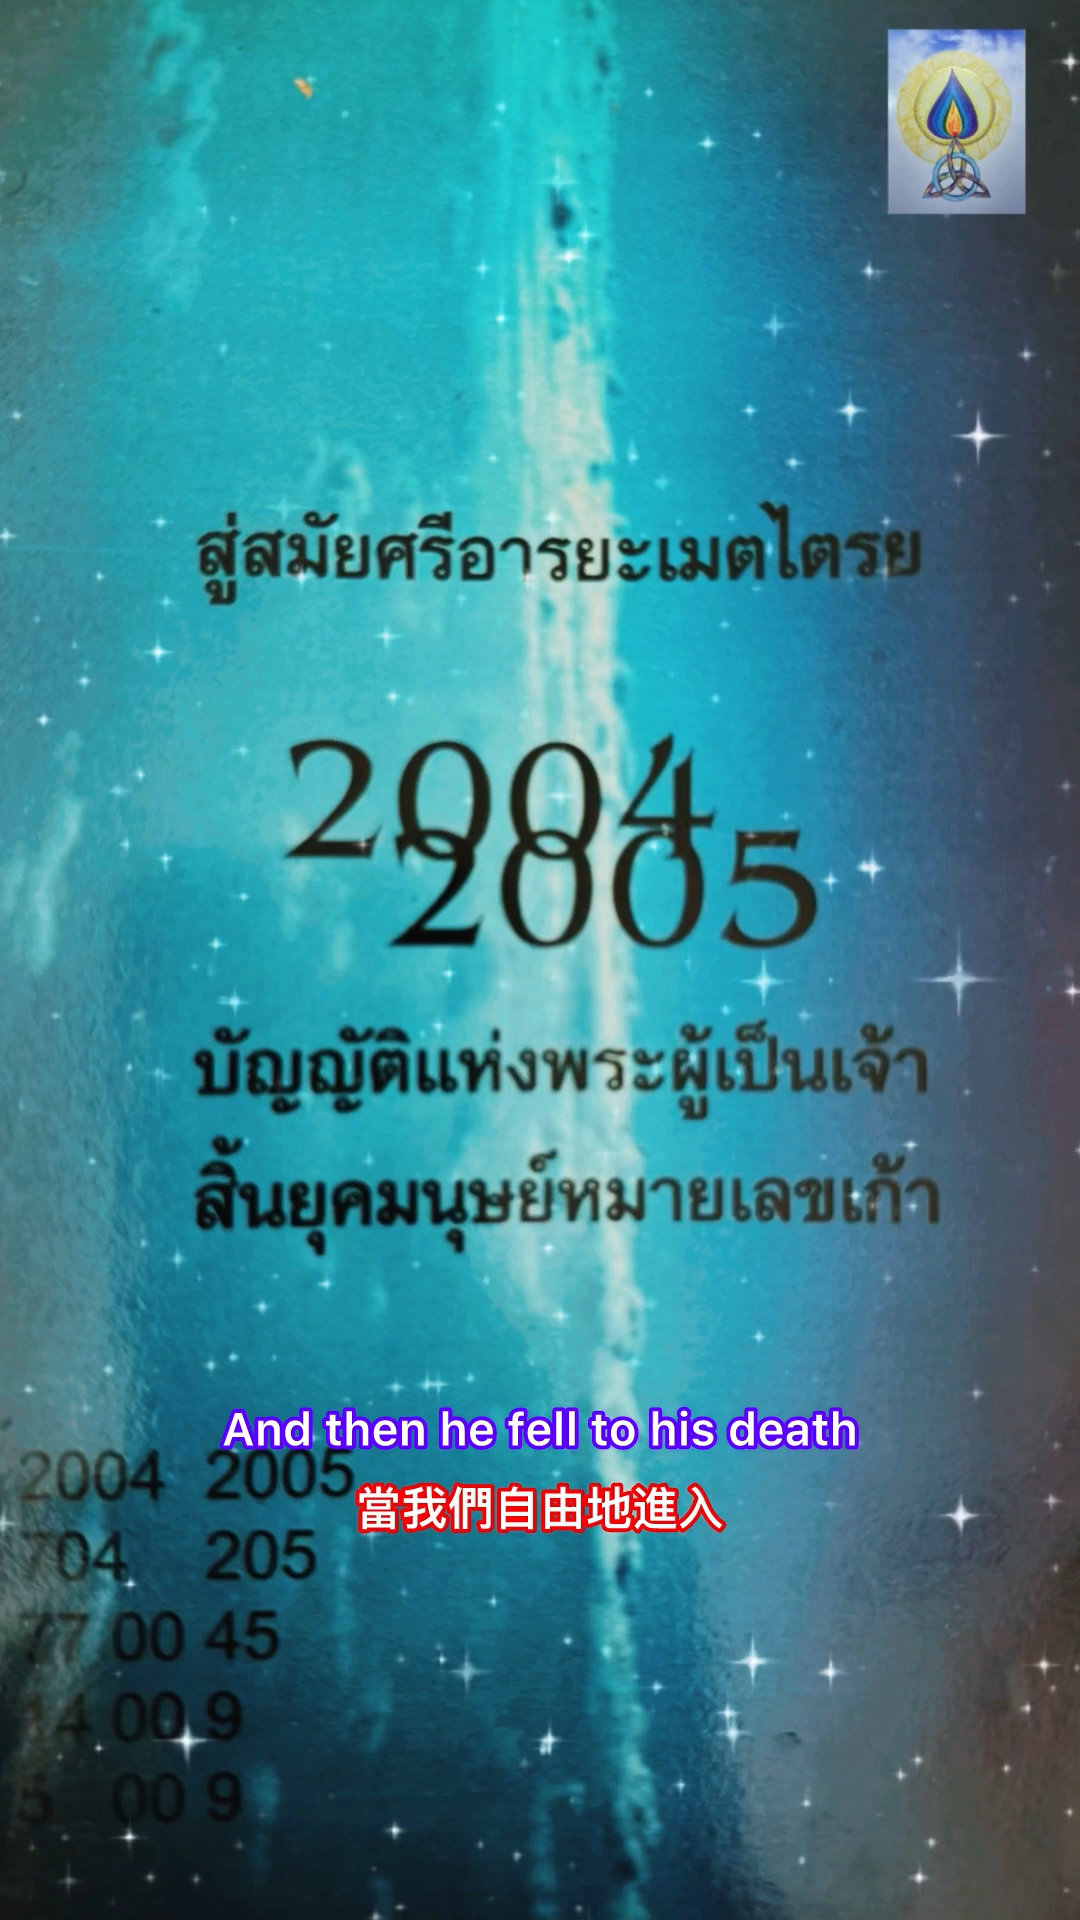 สู่สมัยศรีอารยะเมตไตรย
2004
2005
บัญญัติแห่งพระผู้เป็นเจ้า
สิ้นยุคมนุษย์หมายเลขเก้า
And then he fell to his death
當我們自由地進入
2004 2005
704 205
77 00 45
14 00 9
5 00 9